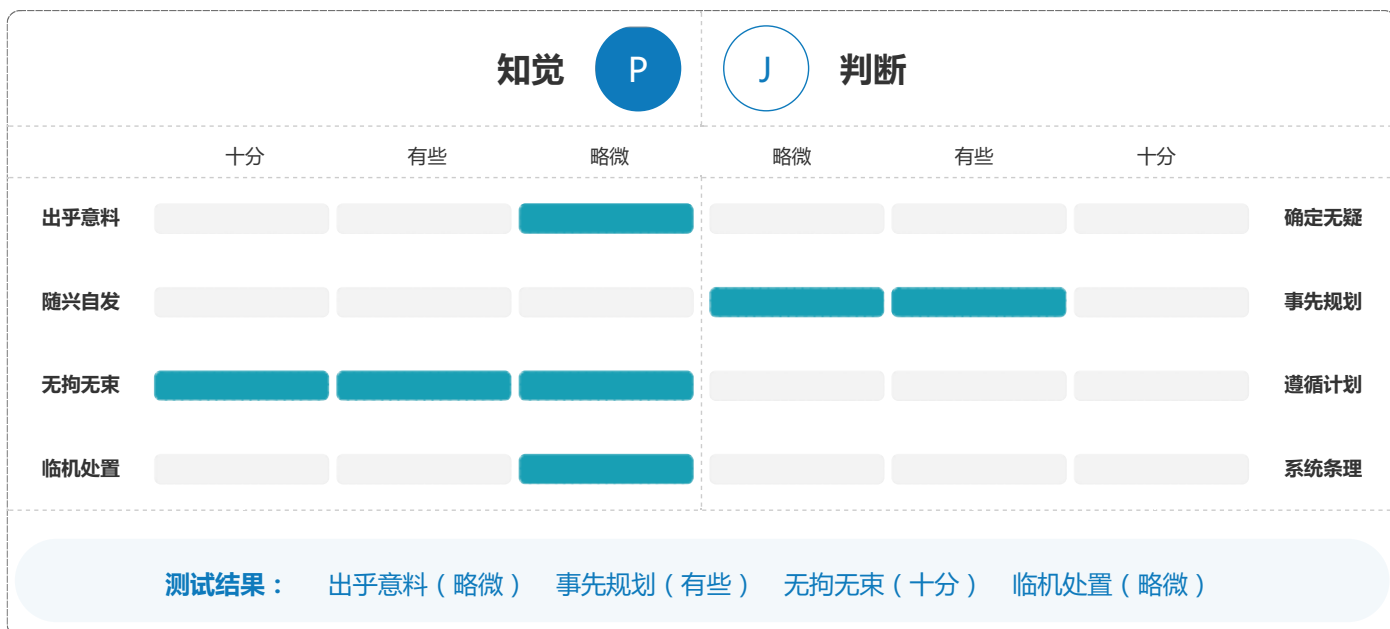 知觉 P J 判断
十分 有些 略微 略微 有些 十分
出乎意料 确定无疑
随兴自发 事先规划
无拘无束 遵循计划
临机处置 系统条理
测试结果： 出乎意料（略微） 事先规划（有些） 无拘无束（十分） 临机处置（略微）